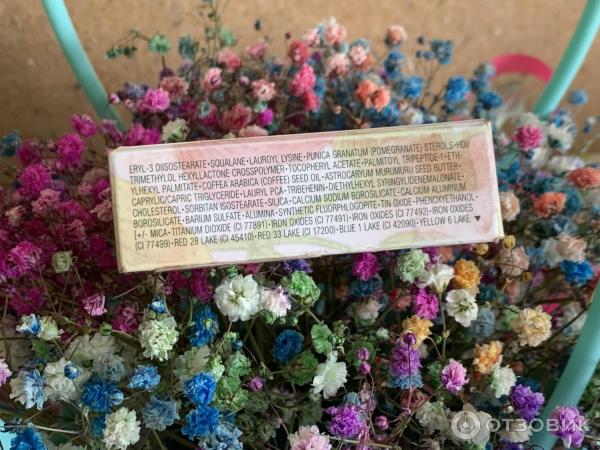 ERYL-3 DIISOSTEARATE • SQUALANE • LAUROYL LYSINE • PUNICA GRANATUM (POMEGRANATE) STEROLS • HDI/
TRIMETHYLOL HEXYLLACTONE CROSSPOLYMER • TOCOPHERYL ACETATE • PALMITOYL TRIPEPTIDE-1 • ETH-
YLHEXYL PALMITATE • COFFEA ARABICA (COFFEE) SEED OIL • ASTROCARYUM MURUMURU SEED BUTTER •
CAPRYLIC/CAPRIC TRIGLYCERIDE • LAURYL PCA • TRIBEHENIN • DIETHYLHEXYL SYRINGYLIDENEMALONATE •
CHOLESTEROL • SORBITAN ISOSTEARATE • SILICA • CALCIUM SODIUM BOROSILICATE • CALCIUM ALUMINUM
BOROSILICATE • BARIUM SULFATE • ALUMINA • SYNTHETIC FLUORPHLOGOPITE • TIN OXIDE • PHENOXYETHANOL •
[+/- MICA • TITANIUM DIOXIDE (CI 77891) • IRON OXIDES (CI 77491) • IRON OXIDES (CI 77492) • IRON OXIDES
(CI 77499) • RED 28 LAKE (CI 45410) • RED 33 LAKE (CI 17200) • BLUE 1 LAKE (CI 42090) • YELLOW 6 LAKE
ОТЗОВИК